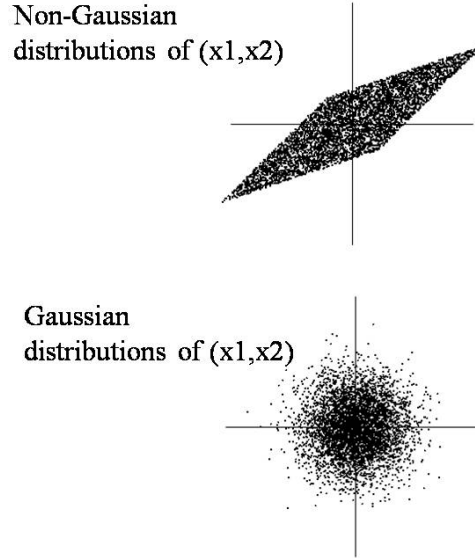 Non-Gaussian
distributions of (x1,x2)
Gaussian
distributions of (x1,x2)